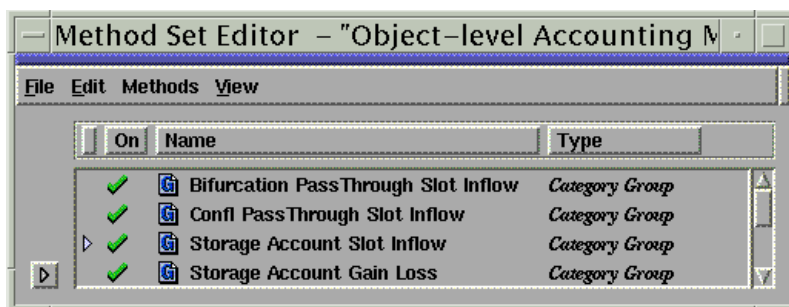 Method Set Editor - "Object-level Accounting M
File Edit Methods View
On Name Type
G Bifurcation PassThrough Slot Inflow Category Group
G Confl PassThrough Slot Inflow Category Group
G Storage Account Slot Inflow Category Group
G Storage Account Gain Loss Category Group